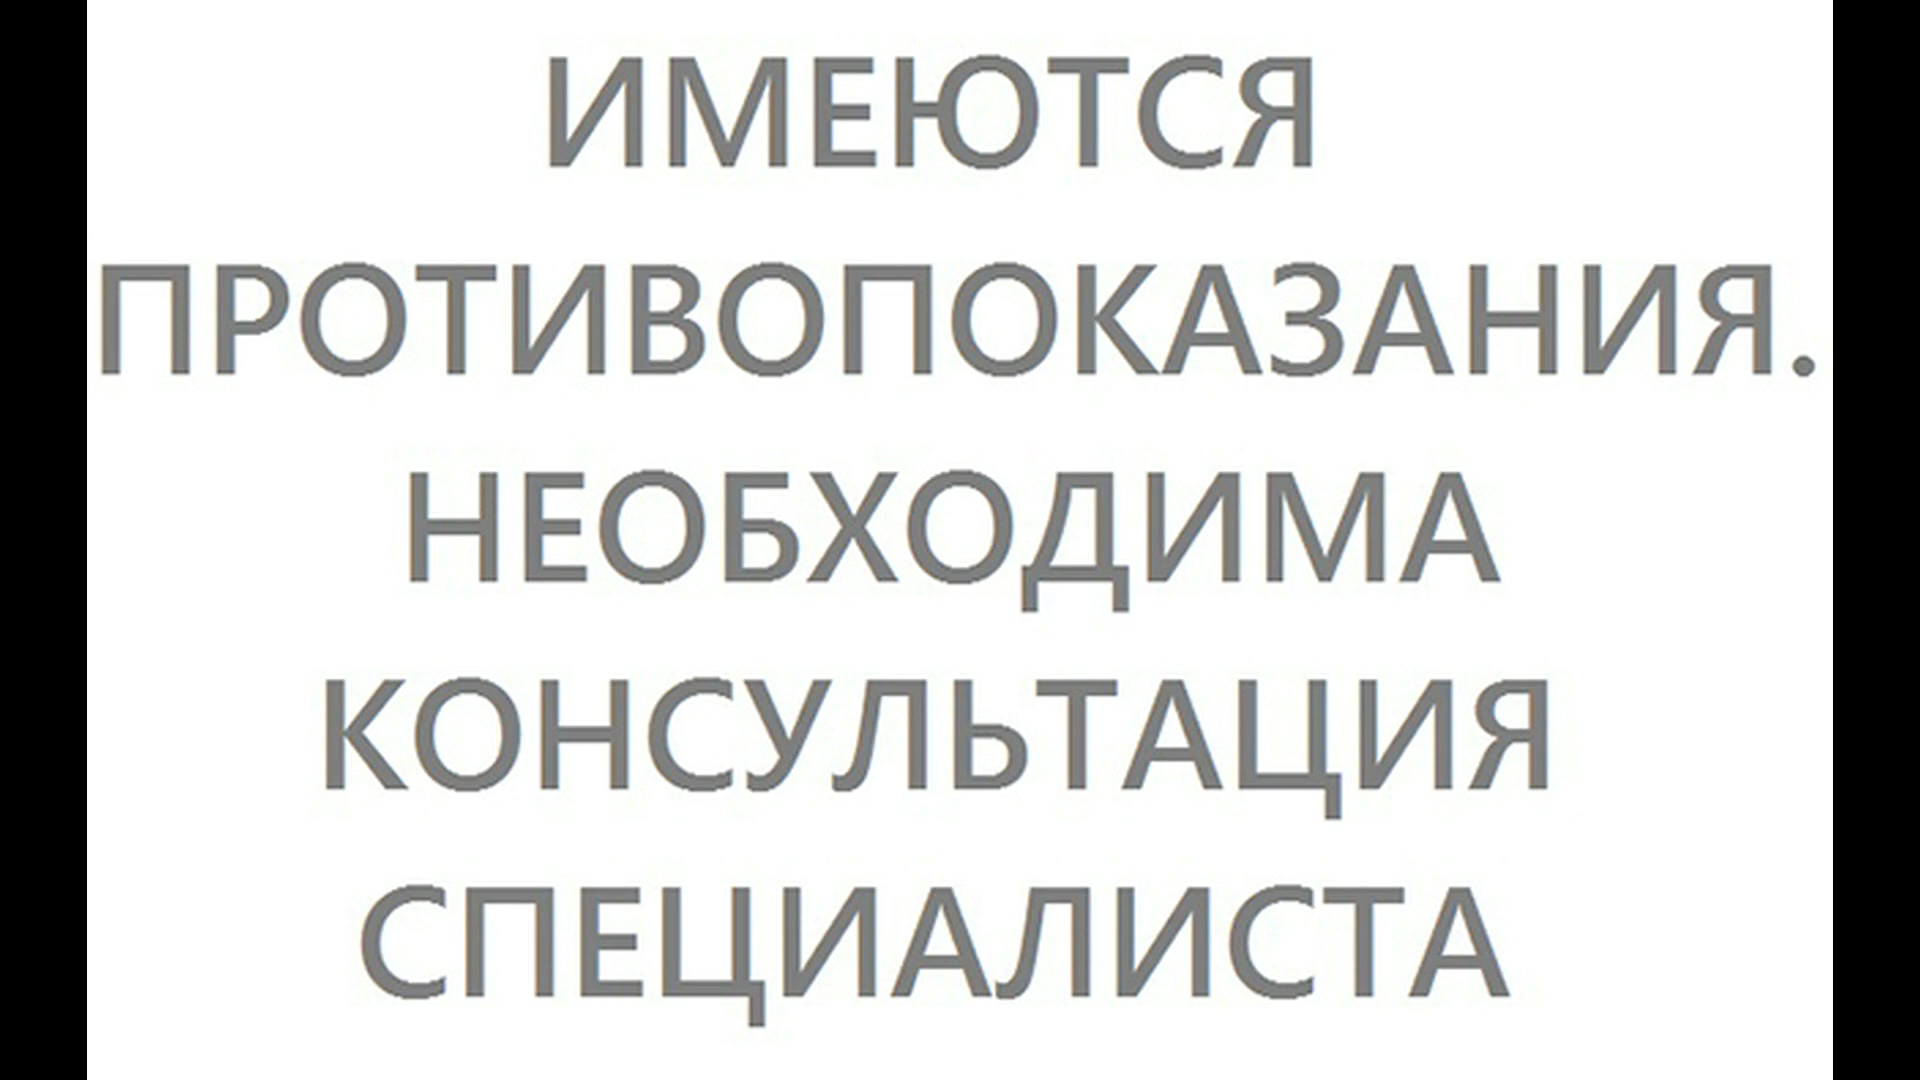 ИМЕЮТСЯ
ПРОТИВОПОКАЗАНИЯ.
НЕОБХОДИМА
КОНСУЛЬТАЦИЯ
СПЕЦИАЛИСТА